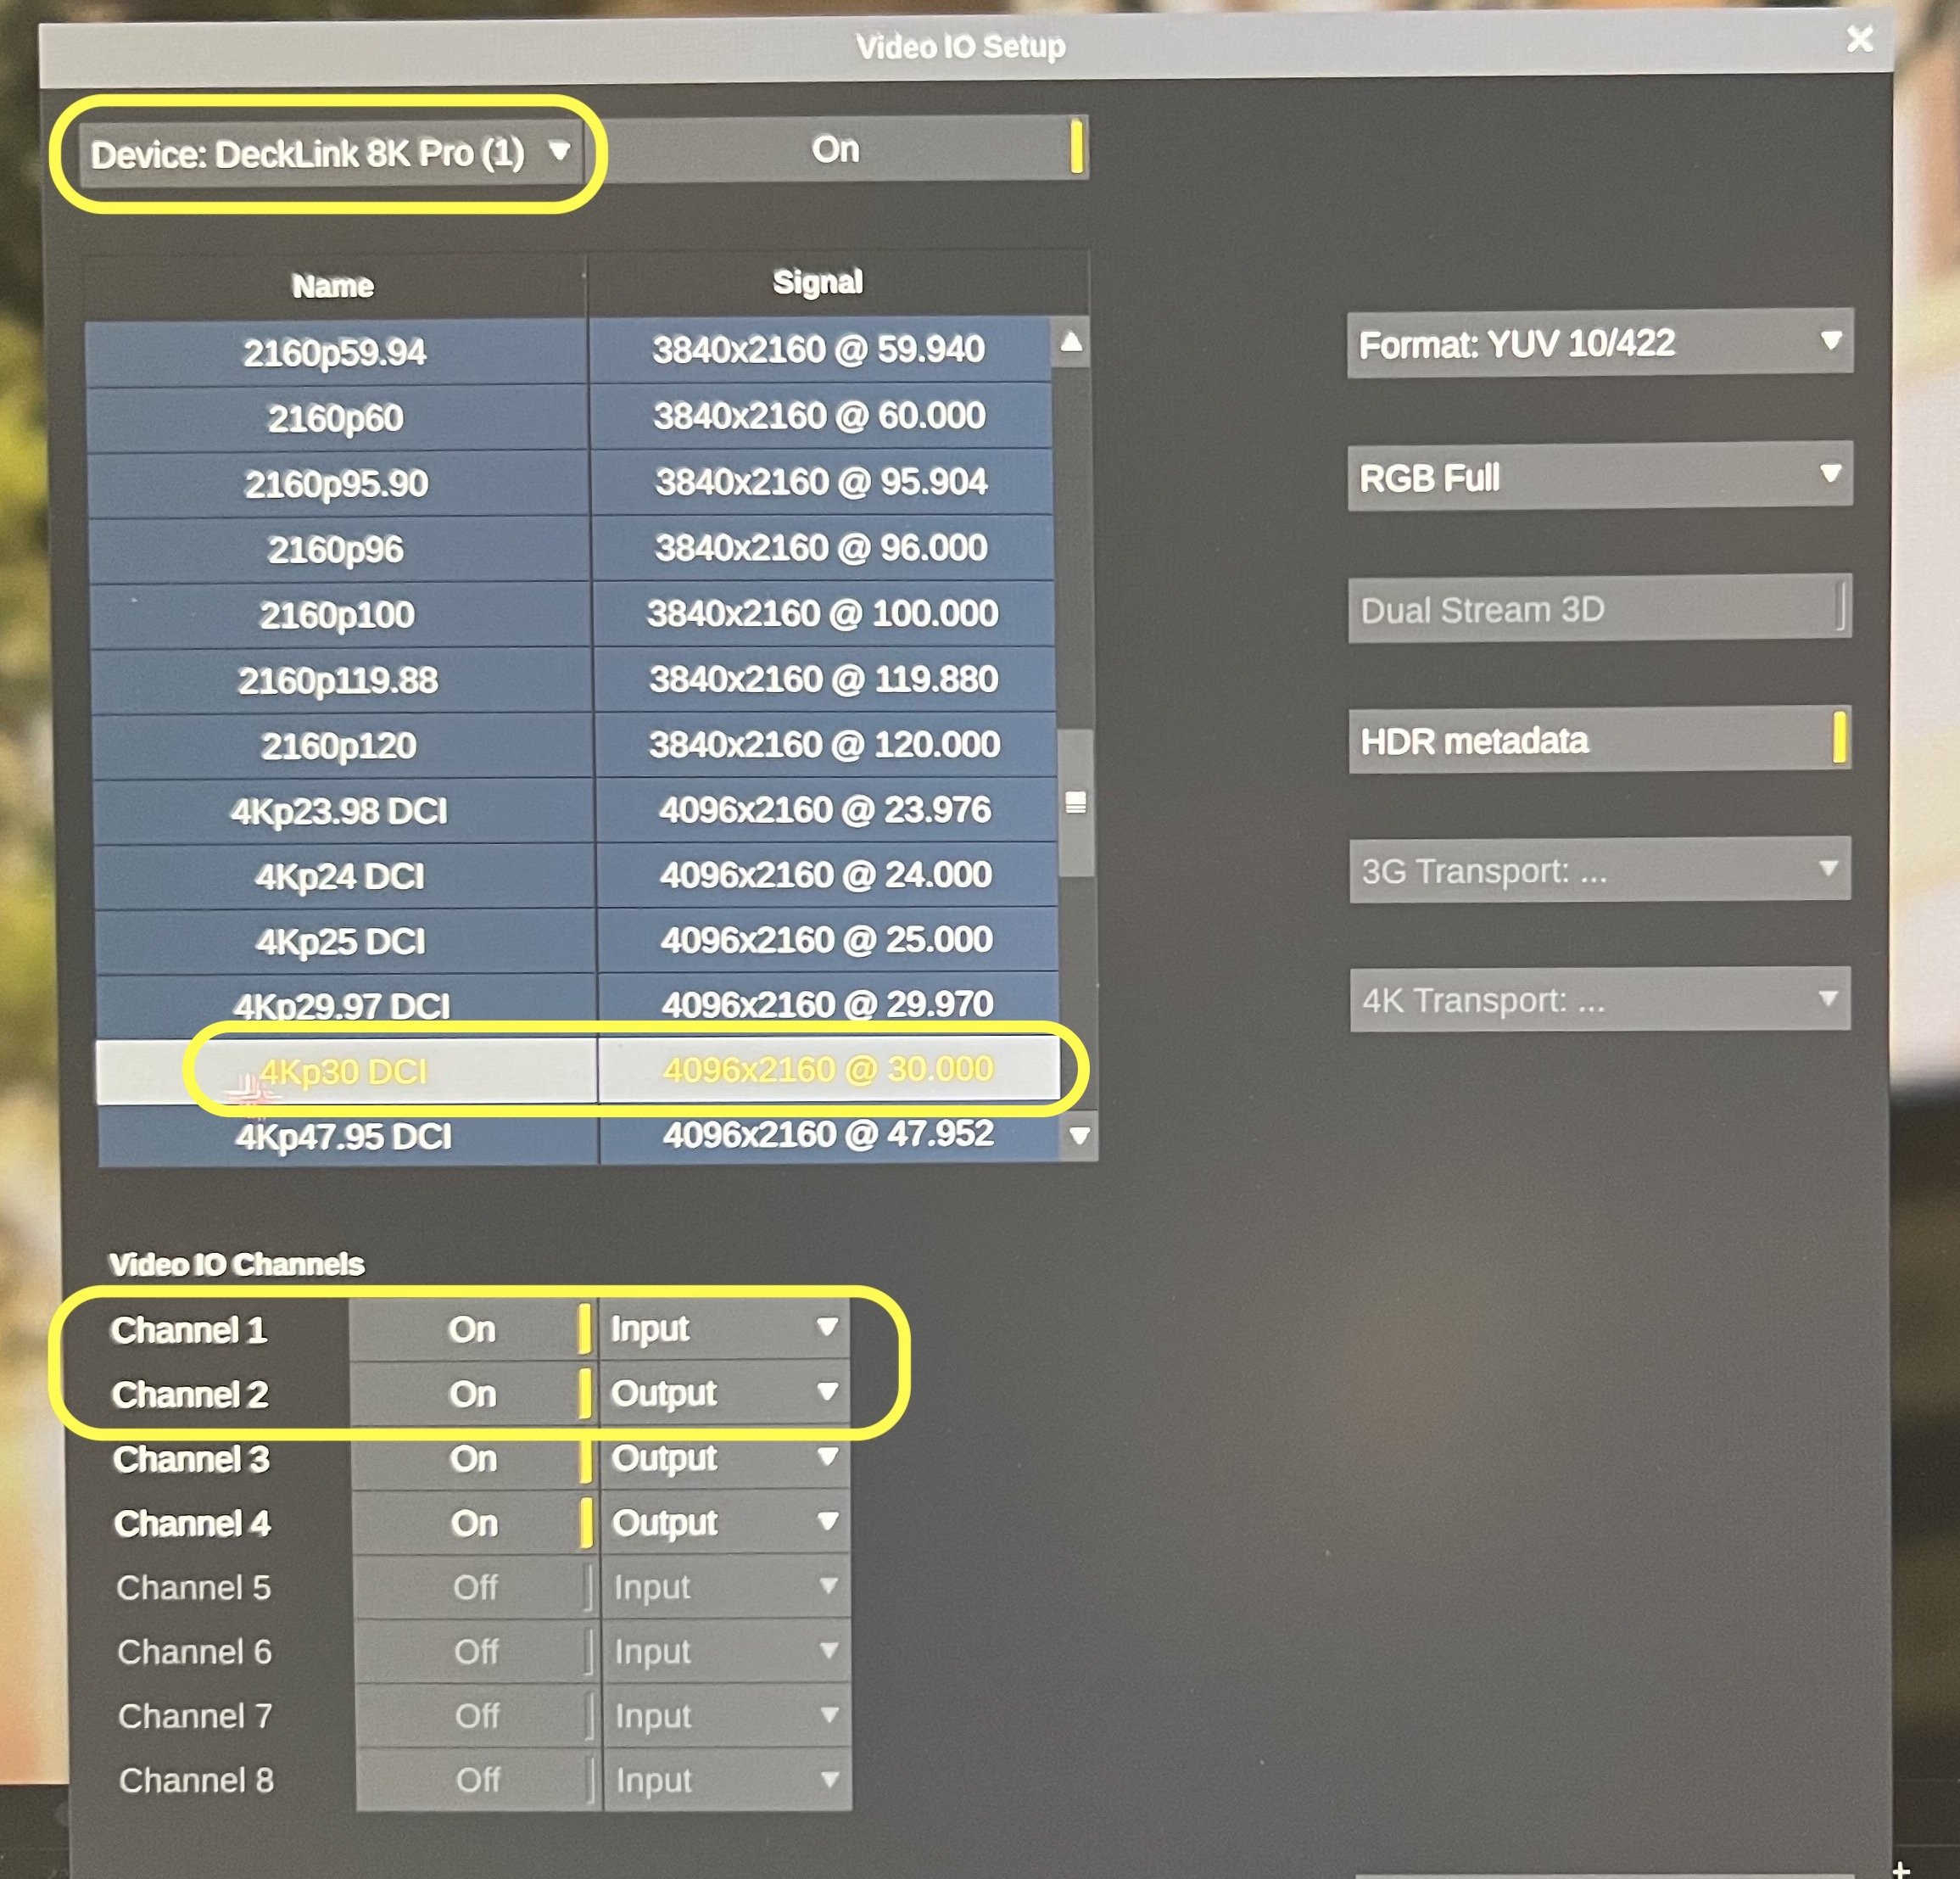 Video IO Setup
Device: DeckLink 8K Pro (1)
On
Name Signal
2160p59.94 3840x2160 @ 59.940
2160p60 3840x2160 @ 60.000
2160p95.90 3840x2160 @ 95.904
2160p96 3840x2160 @ 96.000
2160p100 3840x2160 @ 100.000
2160p119.88 3840x2160 @ 119.880
2160p120 3840x2160 @ 120.000
4Kp23.98 DCI 4096x2160 @ 23.976
4Kp24 DCI 4096x2160 @ 24.000
4Kp25 DCI 4096x2160 @ 25.000
4Kp29.97 DCI 4096x2160 @ 29.970
4Kp30 DCI 4096x2160 @ 30.000
4Kp47.95 DCI 4096x2160 @ 47.952
Format: YUV 10/422
RGB Full
Dual Stream 3D
HDR metadata
3G Transport: ...
4K Transport: ...
Video IO Channels
Channel 1 On Input
Channel 2 On Output
Channel 3 On Output
Channel 4 On Output
Channel 5 Off Input
Channel 6 Off Input
Channel 7 Off Input
Channel 8 Off Input